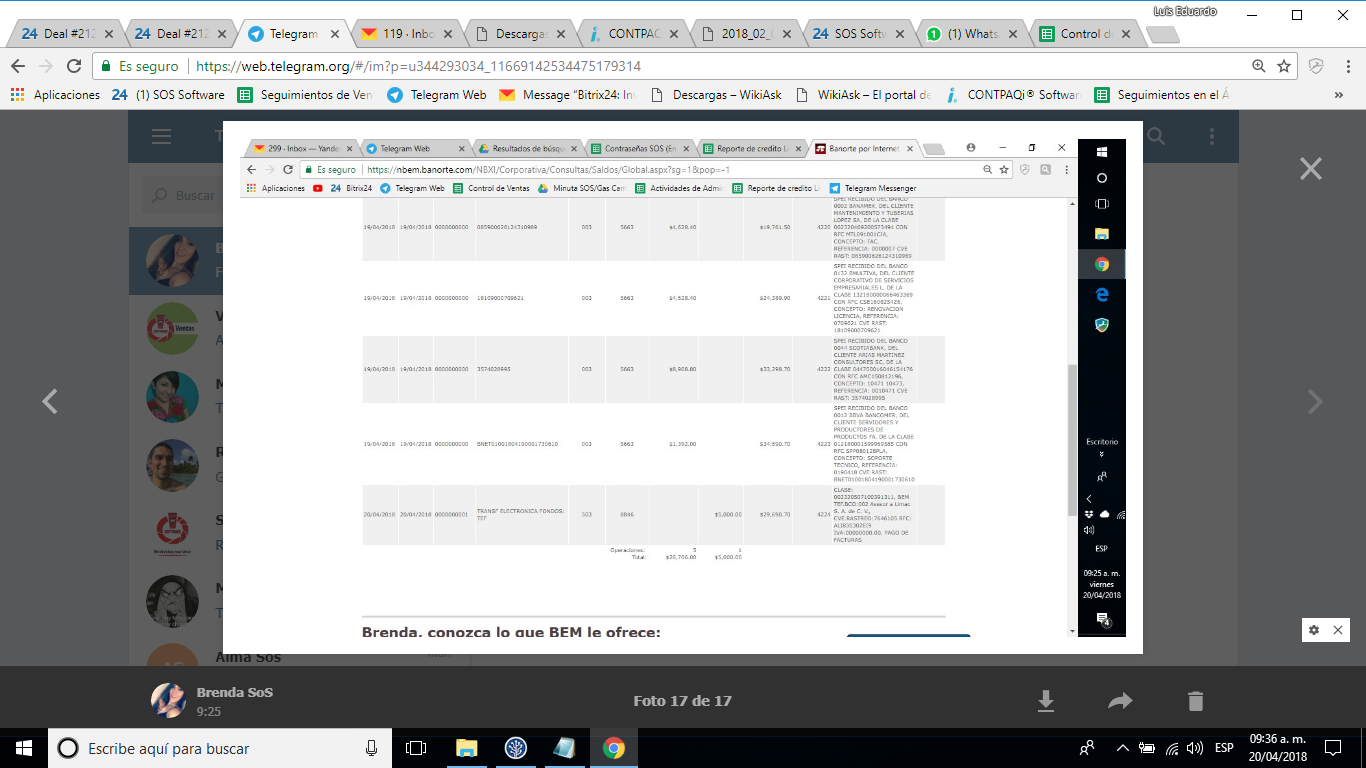 Luis Eduardo
24 Deal #212
24 Deal #212
Telegram
119 · Inbo
Descargas
CONTPAC
2018_02_
24 SOS Softw
(1) Whats
Control d
Es seguro
https://web.telegram.org/#/im?p=u344293034_11669142534475179314
Aplicaciones
24 (1) SOS Software
Seguimientos de Ven
Telegram Web
Message "Bitrix24: In
Descargas – WikiAsk
WikiAsk – El portal de
CONTPAQi® Software
Seguimientos en el Á
»
Buscar
299 · Inbox — Yande
Telegram Web
Resultados de búsqu
Contraseñas SOS (En
Reporte de credito L
Banorte por Internet
Es seguro
https://nbem.banorte.com/NBXI/Corporativa/Consultas/Saldos/Global.aspx?sg=1&pop=-1
Aplicaciones
24 Bitrix24
Telegram Web
Control de Ventas
Minuta SOS/Gas Cam
Actividades de Admi
Reporte de credito Li
Telegram Messenger
19/04/2018 19/04/2018 0000000000 085900626124310989 003 5663 $4,628.40 $19,761.50 4220
SPEI RECIBIDO DEL BANCO
0002 BANAMEX, DEL CLIENTE
MANTENIMIENTO Y TUBERIAS
LOPEZ SA, DE LA CLABE
002320469200573494 CON
RFC MTL091001CIA,
CONCEPTO: FAC,
REFERENCIA: 0000007 CVE
RAST: 085900626124310989
19/04/2018 19/04/2018 0000000000 18109000709621 003 5663 $4,628.40 $24,389.90 4221
SPEI RECIBIDO DEL BANCO
0132 BMULTIVA, DEL CLIENTE
CORPORATIVO DE SERVICIOS
EMPRESARIALES L, DE LA
CLABE 132180000066463369
CON RFC CSE160825426,
CONCEPTO: RENOVACION
LICENCIA, REFERENCIA:
0709621 CVE RAST:
18109000709621
19/04/2018 19/04/2018 0000000000 3574028995 003 5663 $8,908.80 $33,298.70 4222
SPEI RECIBIDO DEL BANCO
0044 SCOTIABANK, DEL
CLIENTE ARIAS MARTINEZ
CONSULTORES SC, DE LA
CLABE 044700016046154176
CON RFC AMC150812196,
CONCEPTO: 10471 10473,
REFERENCIA: 0010471 CVE
RAST: 3574028995
19/04/2018 19/04/2018 0000000000 BNET01001804190001730610 003 5663 $1,392.00 $34,690.70 4223
SPEI RECIBIDO DEL BANCO
0012 BBVA BANCOMER, DEL
CLIENTE SERVIDORES Y
PRODUCTORES DE
PRODUCTOS FA, DE LA CLABE
012180001599969385 CON
RFC SPP080128PLA,
CONCEPTO: SOPORTE
TECNICO, REFERENCIA:
0190418 CVE RAST:
BNET01001804190001730610
20/04/2018 20/04/2018 0000000001 TRANSF ELECTRONICA FONDOS: TEF 503 8846 $5,000.00 $29,690.70 4224
CLABE:
002320507100391311, BEM
TEF.BCO:002 Asesor a Limac
S. A. de C. V.,
CVE.RASTREO:7646105 RFC:
IVA:00000000.00, PAGO DE
FACTURAS
Operaciones: 5 1
Total: $20,706.00 $5,000.00
Brenda, conozca lo que BEM le ofrece:
Escritorio
ESP
09:25 a. m.
viernes
20/04/2018
4
Alma Sos
Brenda SoS
9:25
Foto 17 de 17
Escribe aquí para buscar
ESP
09:36 a. m.
20/04/2018